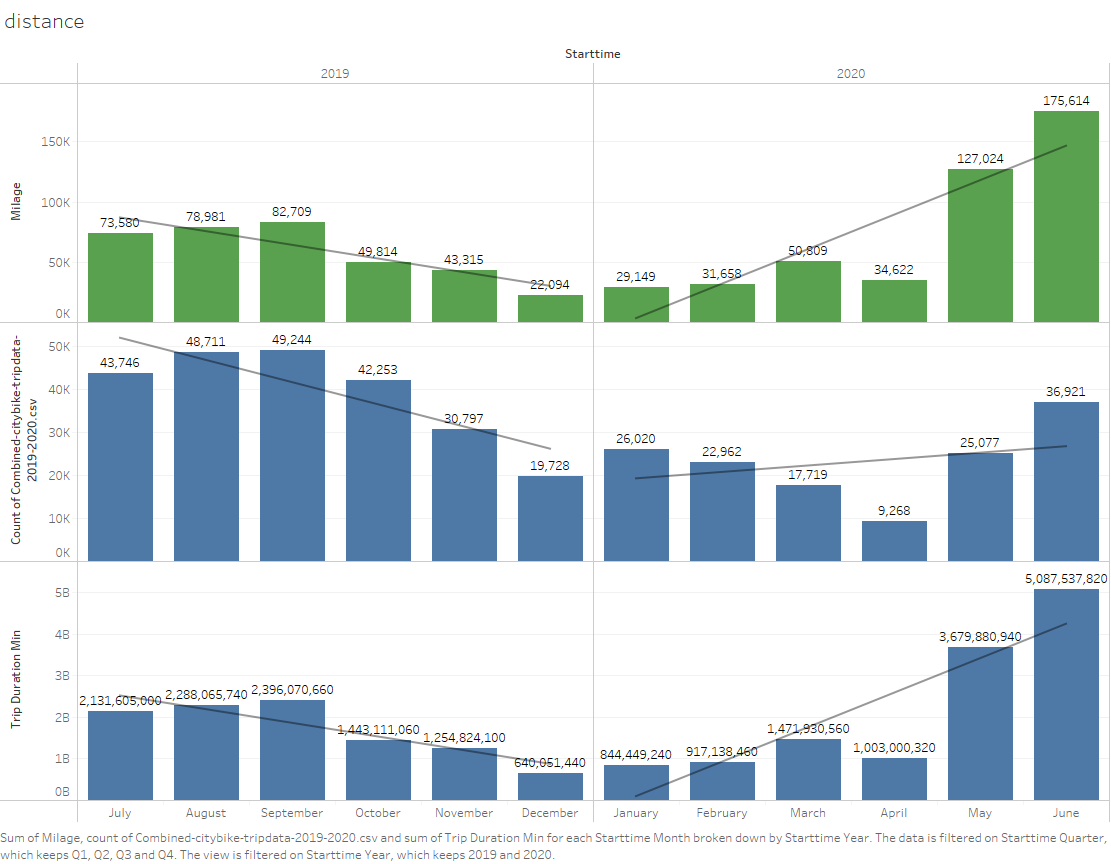 distance
Starttime
2019 2020
Milage
150K
100K
50K
0K
73,580 78,981 82,709 49,814 43,315 22,094 29,149 31,658 50,809 34,622 127,024 175,614
Count of Combined-citybike-tripdata-
2019-2020.csv
50K
40K
30K
20K
10K
0K
43,746 48,711 49,244 42,253 30,797 19,728 26,020 22,962 17,719 9,268 25,077 36,921
Trip Duration Min
5B
4B
3B
2B
1B
0B
2,131,605,000 2,288,065,740 2,396,070,660 1,443,111,060 1,254,824,100 640,051,440 844,449,240 917,138,460 1,471,930,560 1,003,000,320 3,679,880,940 5,087,537,820
July August September October November December January February March April May June
Sum of Milage, count of Combined-citybike-tripdata-2019-2020.csv and sum of Trip Duration Min for each Starttime Month broken down by Starttime Year. The data is filtered on Starttime Quarter,
which keeps Q1, Q2, Q3 and Q4. The view is filtered on Starttime Year, which keeps 2019 and 2020.